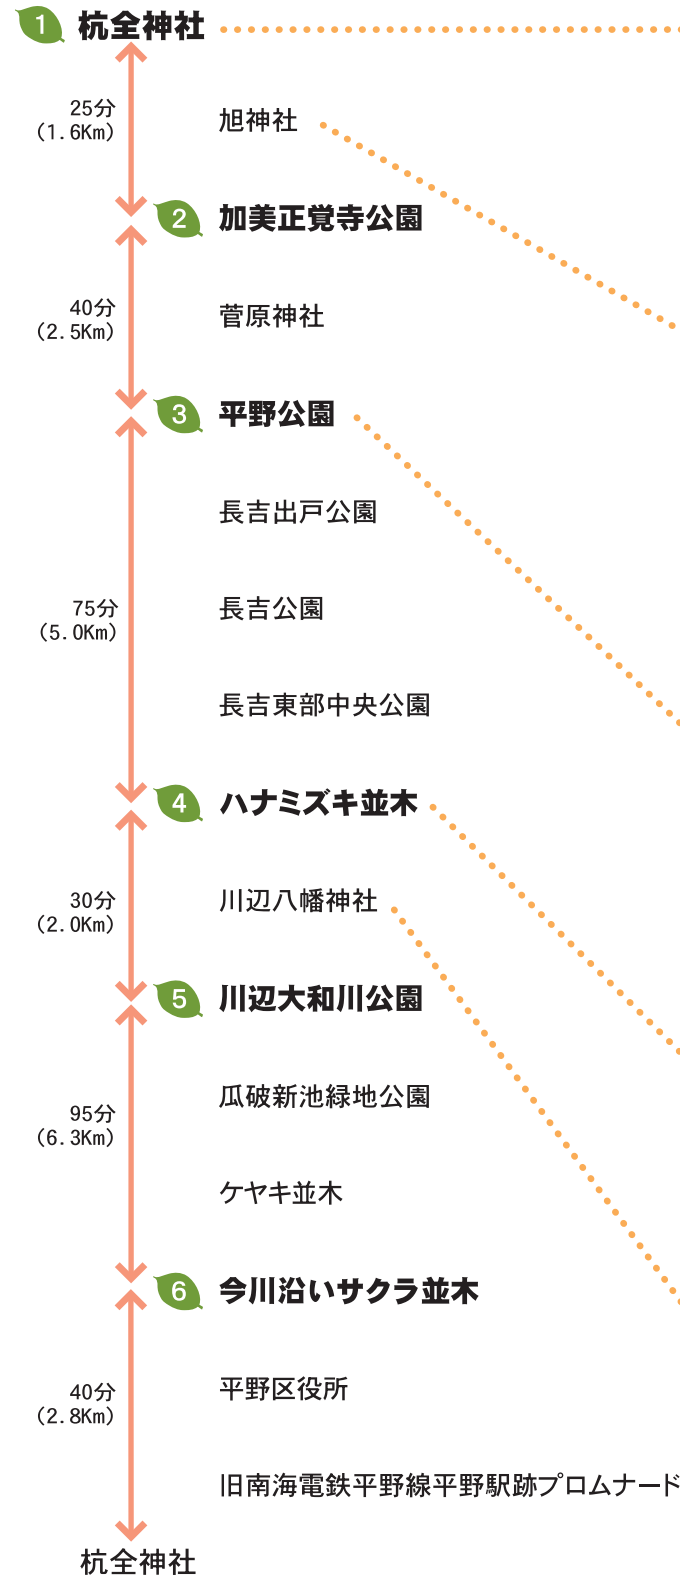 1 杭全神社
25分
(1.6Km)
旭神社
2 加美正覚寺公園
40分
(2.5Km)
菅原神社
3 平野公園
長吉出戸公園
75分
(5.0Km)
長吉公園
長吉東部中央公園
4 ハナミズキ並木
30分
(2.0Km)
川辺八幡神社
5 川辺大和川公園
95分
(6.3Km)
瓜破新池緑地公園
ケヤキ並木
6 今川沿いサクラ並木
40分
(2.8Km)
平野区役所
旧南海電鉄平野線平野駅跡プロムナード
杭全神社